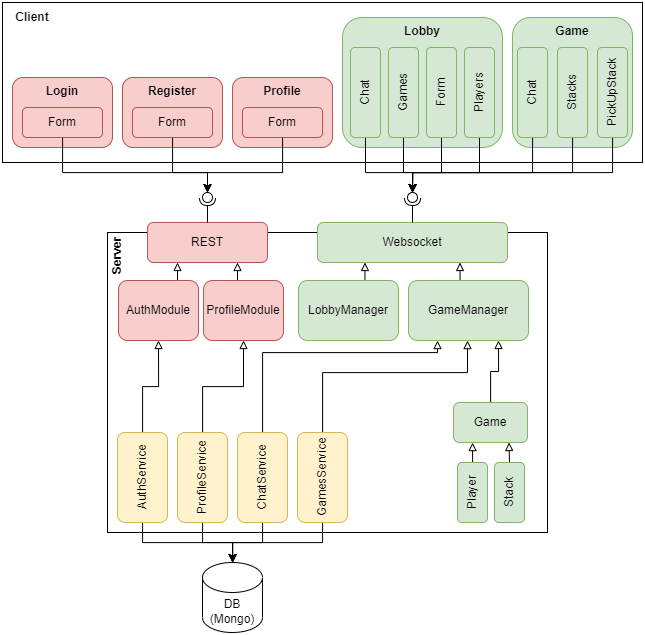 Client
Lobby
Game
Login
Register
Profile
Form
Form
Form
Chat
Games
Form
Players
Chat
Stacks
PickUpStack
Server
REST
Websocket
AuthModule
ProfileModule
LobbyManager
GameManager
Game
AuthService
ProfileService
ChatService
GamesService
Player
Stack
DB
(Mongo)